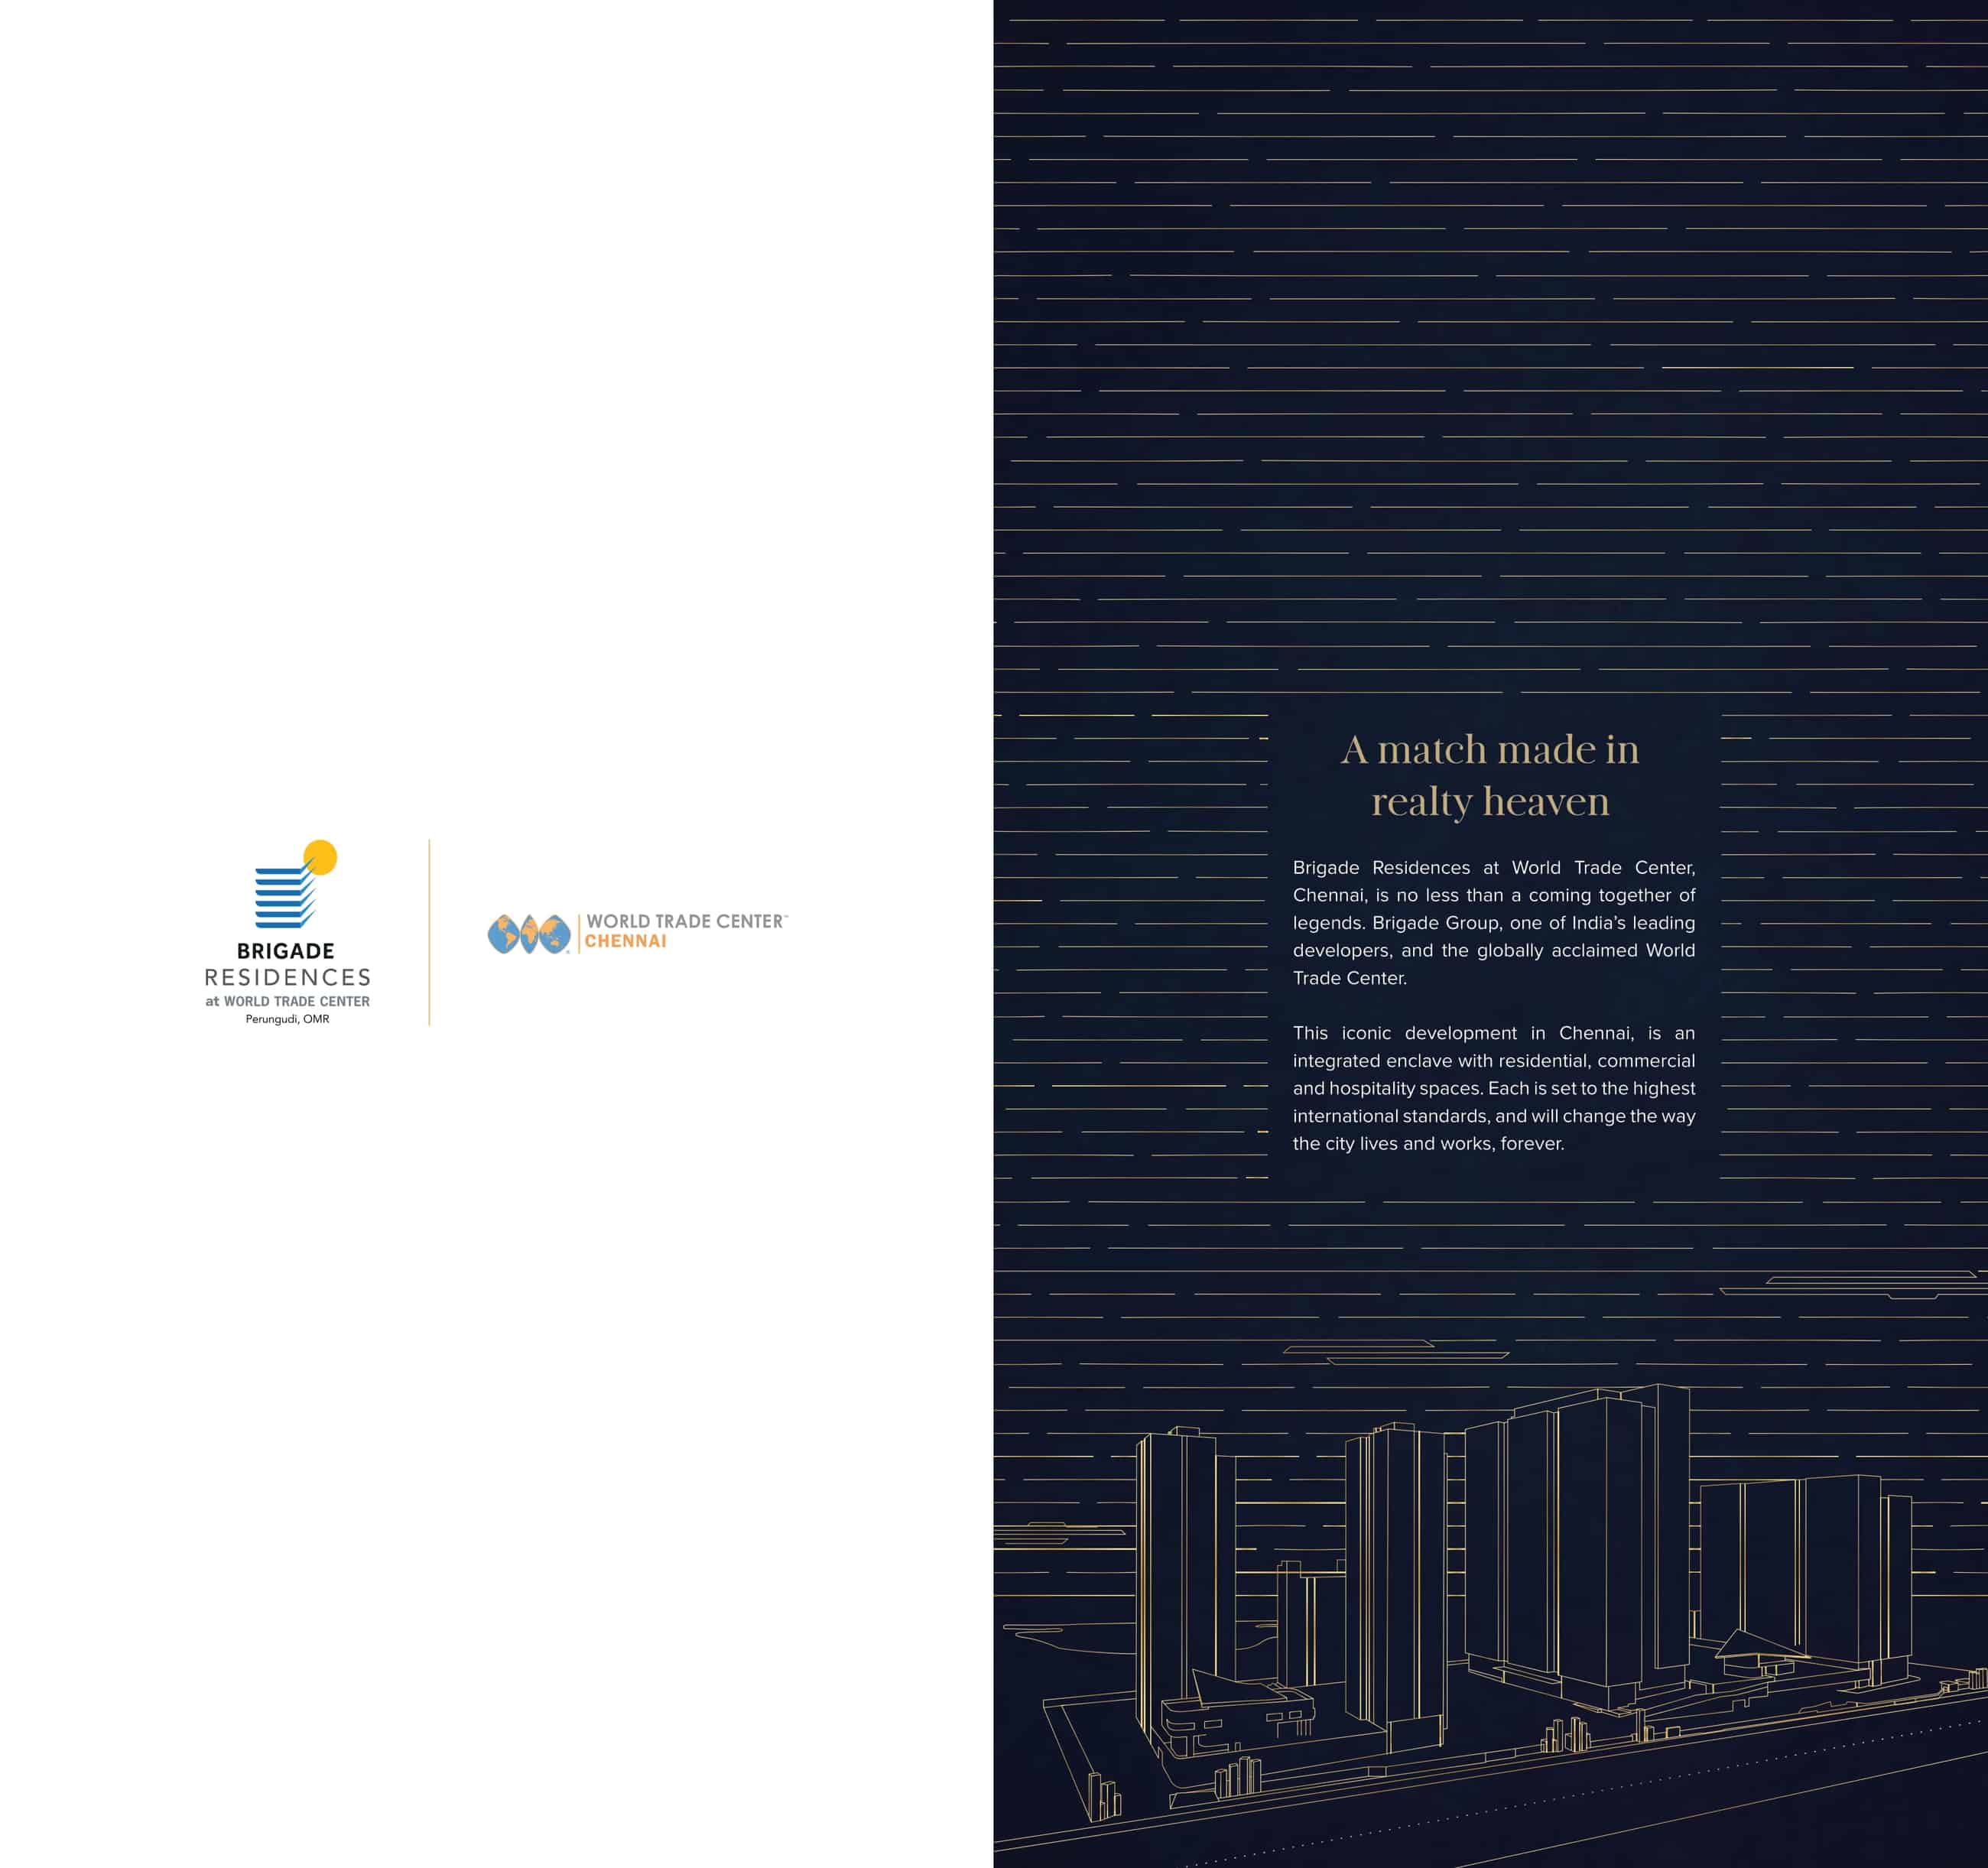 BRIGADE
RESIDENCES
at WORLD TRADE CENTER
Perungudi, OMR
WORLD TRADE CENTER™
CHENNAI
A match made in
realty heaven
Brigade Residences at World Trade Center,
Chennai, is no less than a coming together of
legends. Brigade Group, one of India’s leading
developers, and the globally acclaimed World
Trade Center.
This iconic development in Chennai, is an
integrated enclave with residential, commercial
and hospitality spaces. Each is set to the highest
international standards, and will change the way
the city lives and works, forever.